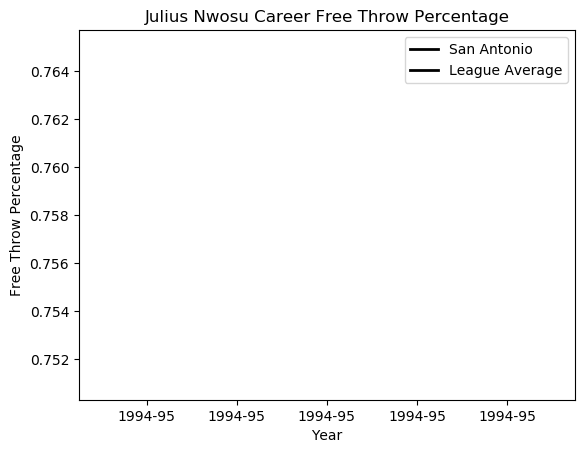 Julius Nwosu Career Free Throw Percentage
San Antonio
League Average
0.764
0.762
0.760
0.758
0.756
0.754
0.752
Free Throw Percentage
1994-95 1994-95 1994-95 1994-95 1994-95
Year